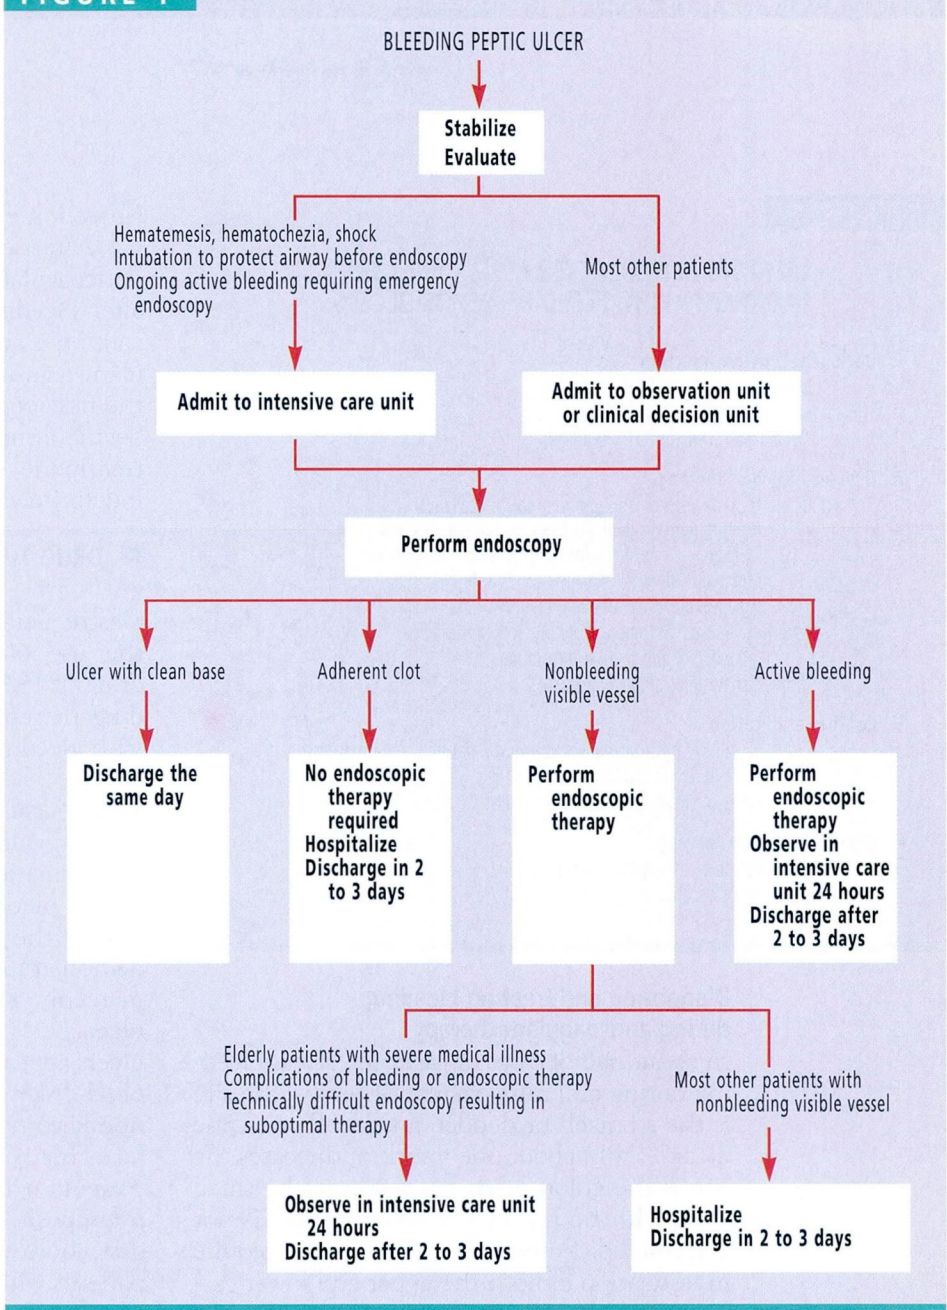 FIGURE 1
BLEEDING PEPTIC ULCER
Stabilize
Evaluate
Hematemesis, hematochezia, shock
Intubation to protect airway before endoscopy
Ongoing active bleeding requiring emergency
endoscopy
Most other patients
Admit to intensive care unit
Admit to observation unit
or clinical decision unit
Perform endoscopy
Ulcer with clean base
Adherent clot
Nonbleeding
visible vessel
Active bleeding
Discharge the
same day
No endoscopic
therapy
required
Hospitalize
Discharge in 2
to 3 days
Perform
endoscopic
therapy
Perform
endoscopic
therapy
Observe in
intensive care
unit 24 hours
Discharge after
2 to 3 days
Elderly patients with severe medical illness
Complications of bleeding or endoscopic therapy
Technically difficult endoscopy resulting in
suboptimal therapy
Most other patients with
nonbleeding visible vessel
Observe in intensive care unit
24 hours
Discharge after 2 to 3 days
Hospitalize
Discharge in 2 to 3 days